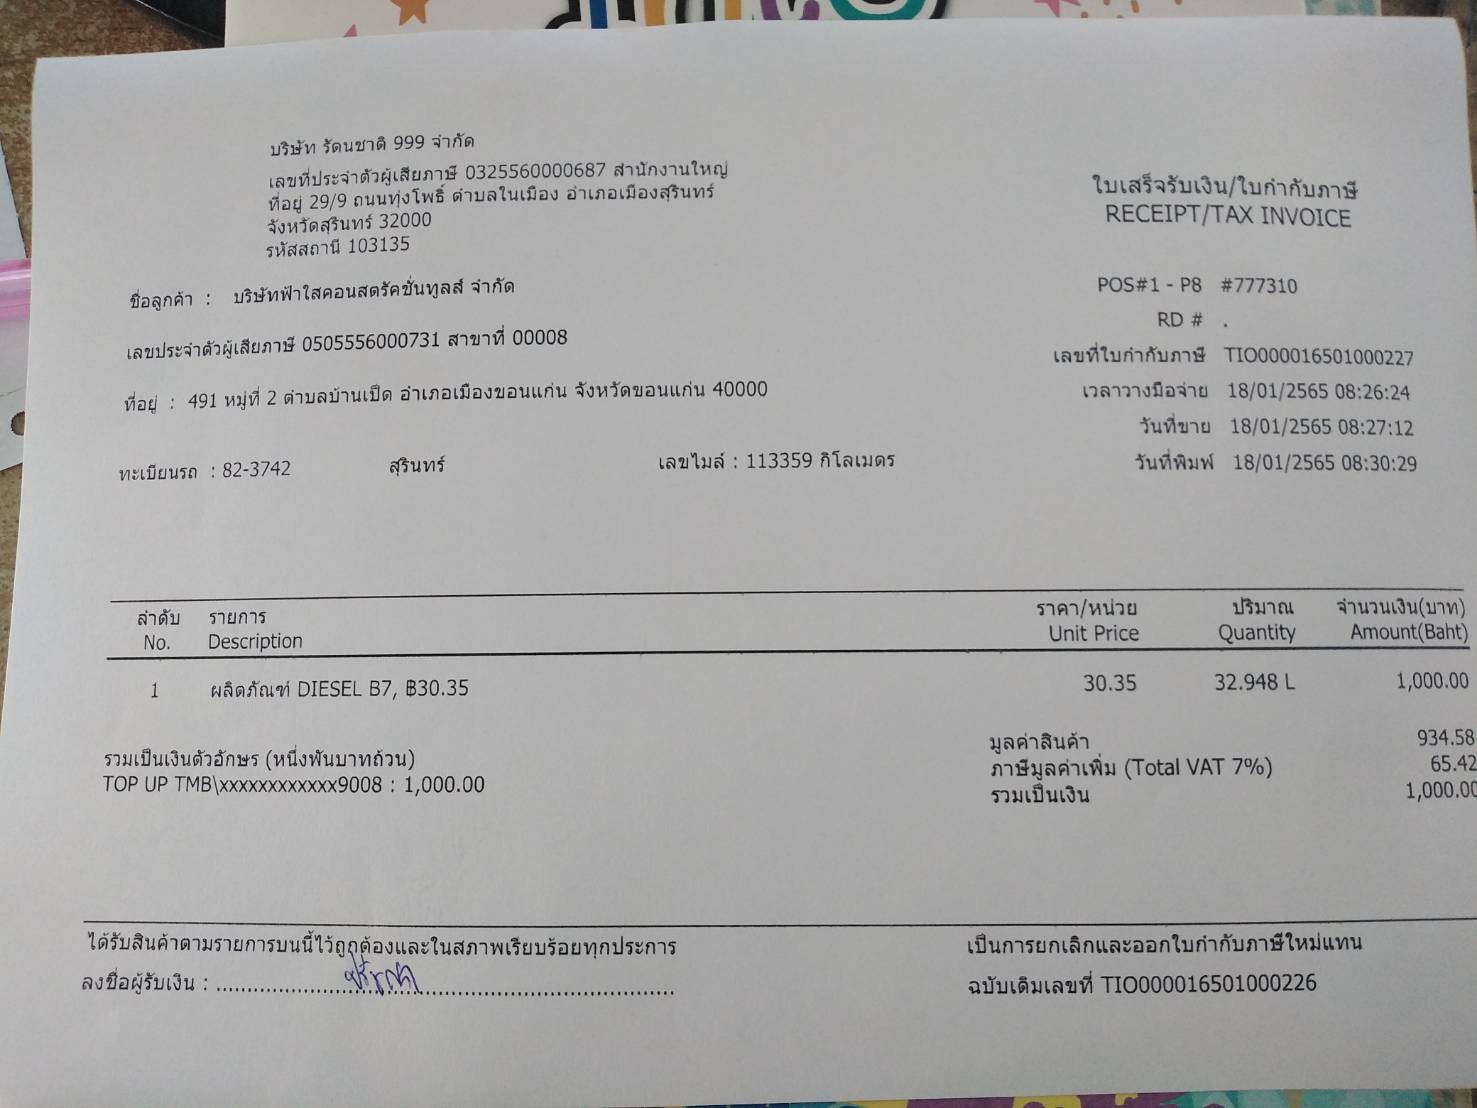 บริษัท รัตนชาติ 999 จำกัด
เลขที่ประจำตัวผู้เสียภาษี 0325560000687 สำนักงานใหญ่
ที่อยู่ 29/9 ถนนทุ่งโพธิ์ ตำบลในเมือง อำเภอเมืองสุรินทร์
จังหวัดสุรินทร์ 32000
รหัสสถานี 103135
ใบเสร็จรับเงิน/ใบกำกับภาษี
RECEIPT/TAX INVOICE
ชื่อลูกค้า : บริษัทฟ้าใสคอนสตรัคชั่นทูลส์ จำกัด
เลขประจำตัวผู้เสียภาษี 0505556000731 สาขาที่ 00008
ที่อยู่ : 491 หมู่ที่ 2 ตำบลบ้านเป็ด อำเภอเมืองขอนแก่น จังหวัดขอนแก่น 40000
ทะเบียนรถ : 82-3742 สุรินทร์ เลขไมล์ : 113359 กิโลเมตร
POS#1 - P8 #777310
RD # .
เลขที่ใบกำกับภาษี TIO000016501000227
เวลาวางมือจ่าย 18/01/2565 08:26:24
วันที่ขาย 18/01/2565 08:27:12
วันที่พิมพ์ 18/01/2565 08:30:29
ลำดับ รายการ ราคา/หน่วย ปริมาณ จำนวนเงิน(บาท)
No. Description Unit Price Quantity Amount(Baht)
1 ผลิตภัณฑ์ DIESEL B7, ฿30.35 30.35 32.948 L 1,000.00
มูลค่าสินค้า 934.58
รวมเป็นเงินตัวอักษร (หนึ่งพันบาทถ้วน) ภาษีมูลค่าเพิ่ม (Total VAT 7%) 65.42
TOP UP TMB\xxxxxxxxxxxx9008 : 1,000.00 รวมเป็นเงิน 1,000.00
ได้รับสินค้าตามรายการบนนี้ไว้ถูกต้องและในสภาพเรียบร้อยทุกประการ
ลงชื่อผู้รับเงิน :
เป็นการยกเลิกและออกใบกำกับภาษีใหม่แทน
ฉบับเดิมเลขที่ TIO000016501000226